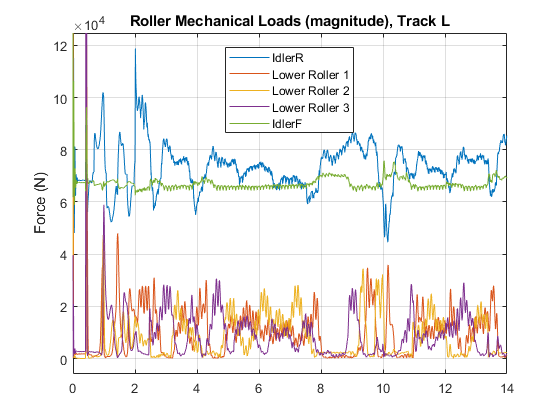 Roller Mechanical Loads (magnitude), Track L
×10⁴
12
10
8
6
4
2
0
Force (N)
IdlerR
Lower Roller 1
Lower Roller 2
Lower Roller 3
IdlerF
0 2 4 6 8 10 12 14